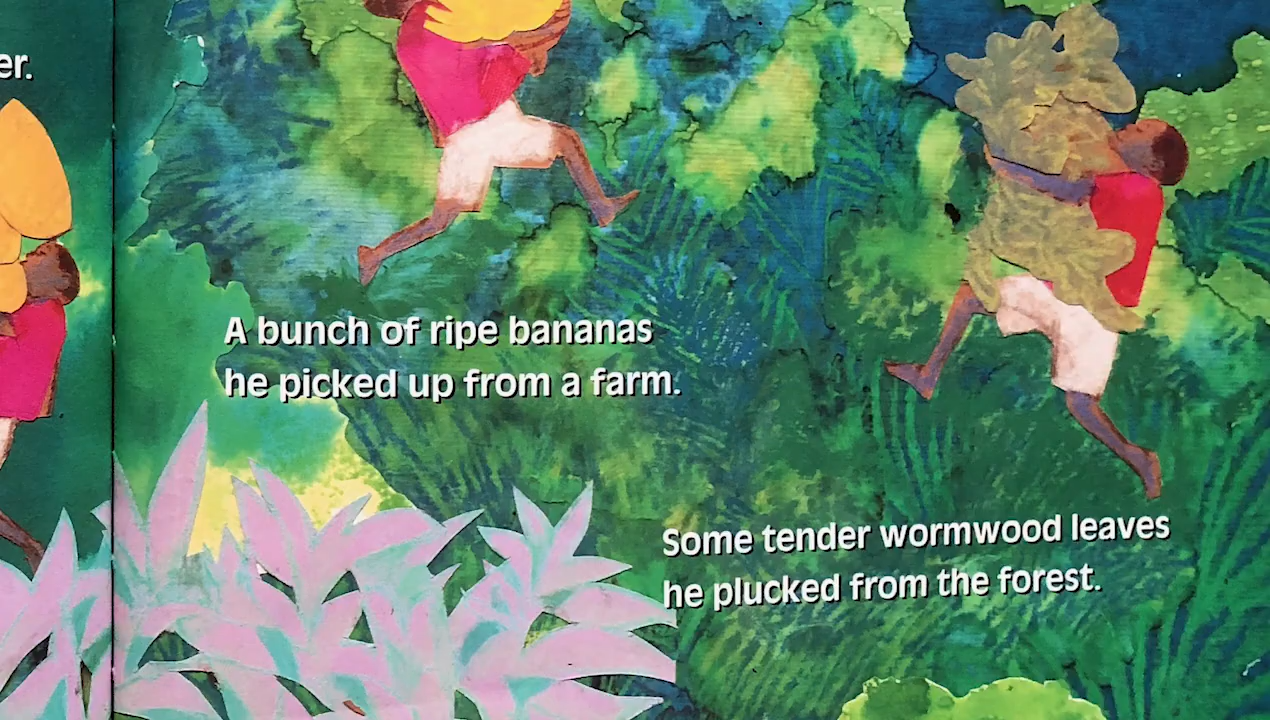 er.
A bunch of ripe bananas
he picked up from a farm.
Some tender wormwood leaves
he plucked from the forest.